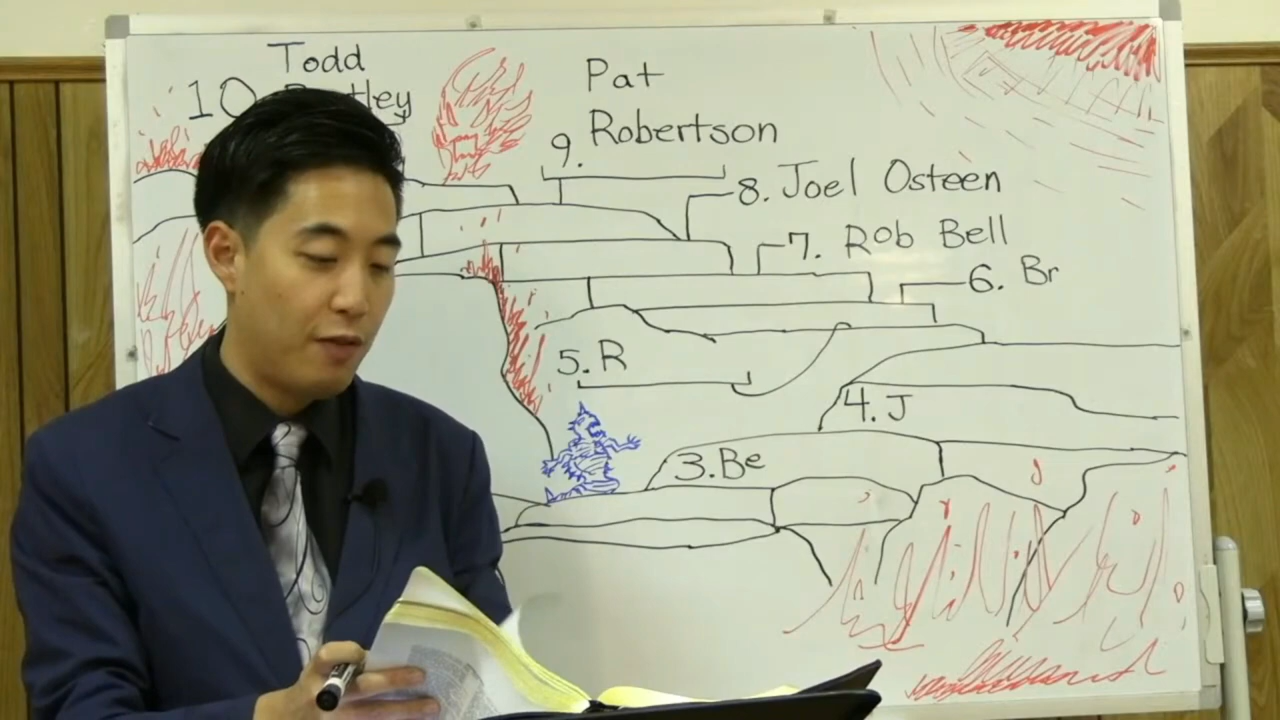 Todd
10.
Pat
9. Robertson
8. Joel Osteen
7. Rob Bell
6. Br
5. R
4. J
3. Be